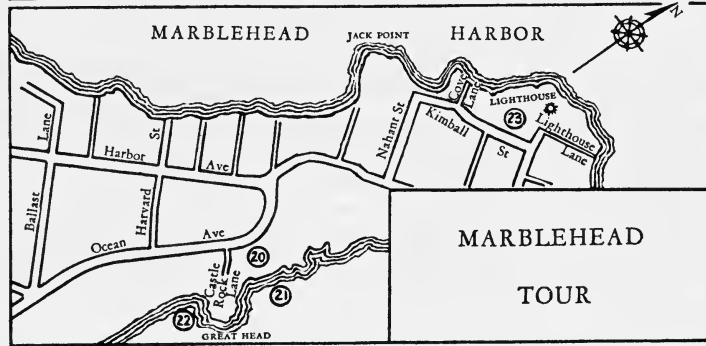 MARBLEHEAD
JACK POINT
HARBOR
N
Cove
Lane
LIGHTHOUSE
23
Lighthouse
Lane
Kimball
St
Nahant St
Lane
Ballast
Harbor
St
Ave
Harvard
Ocean
Ave
20
Castle
Rock
Lane
21
22
GREAT HEAD
MARBLEHEAD
TOUR